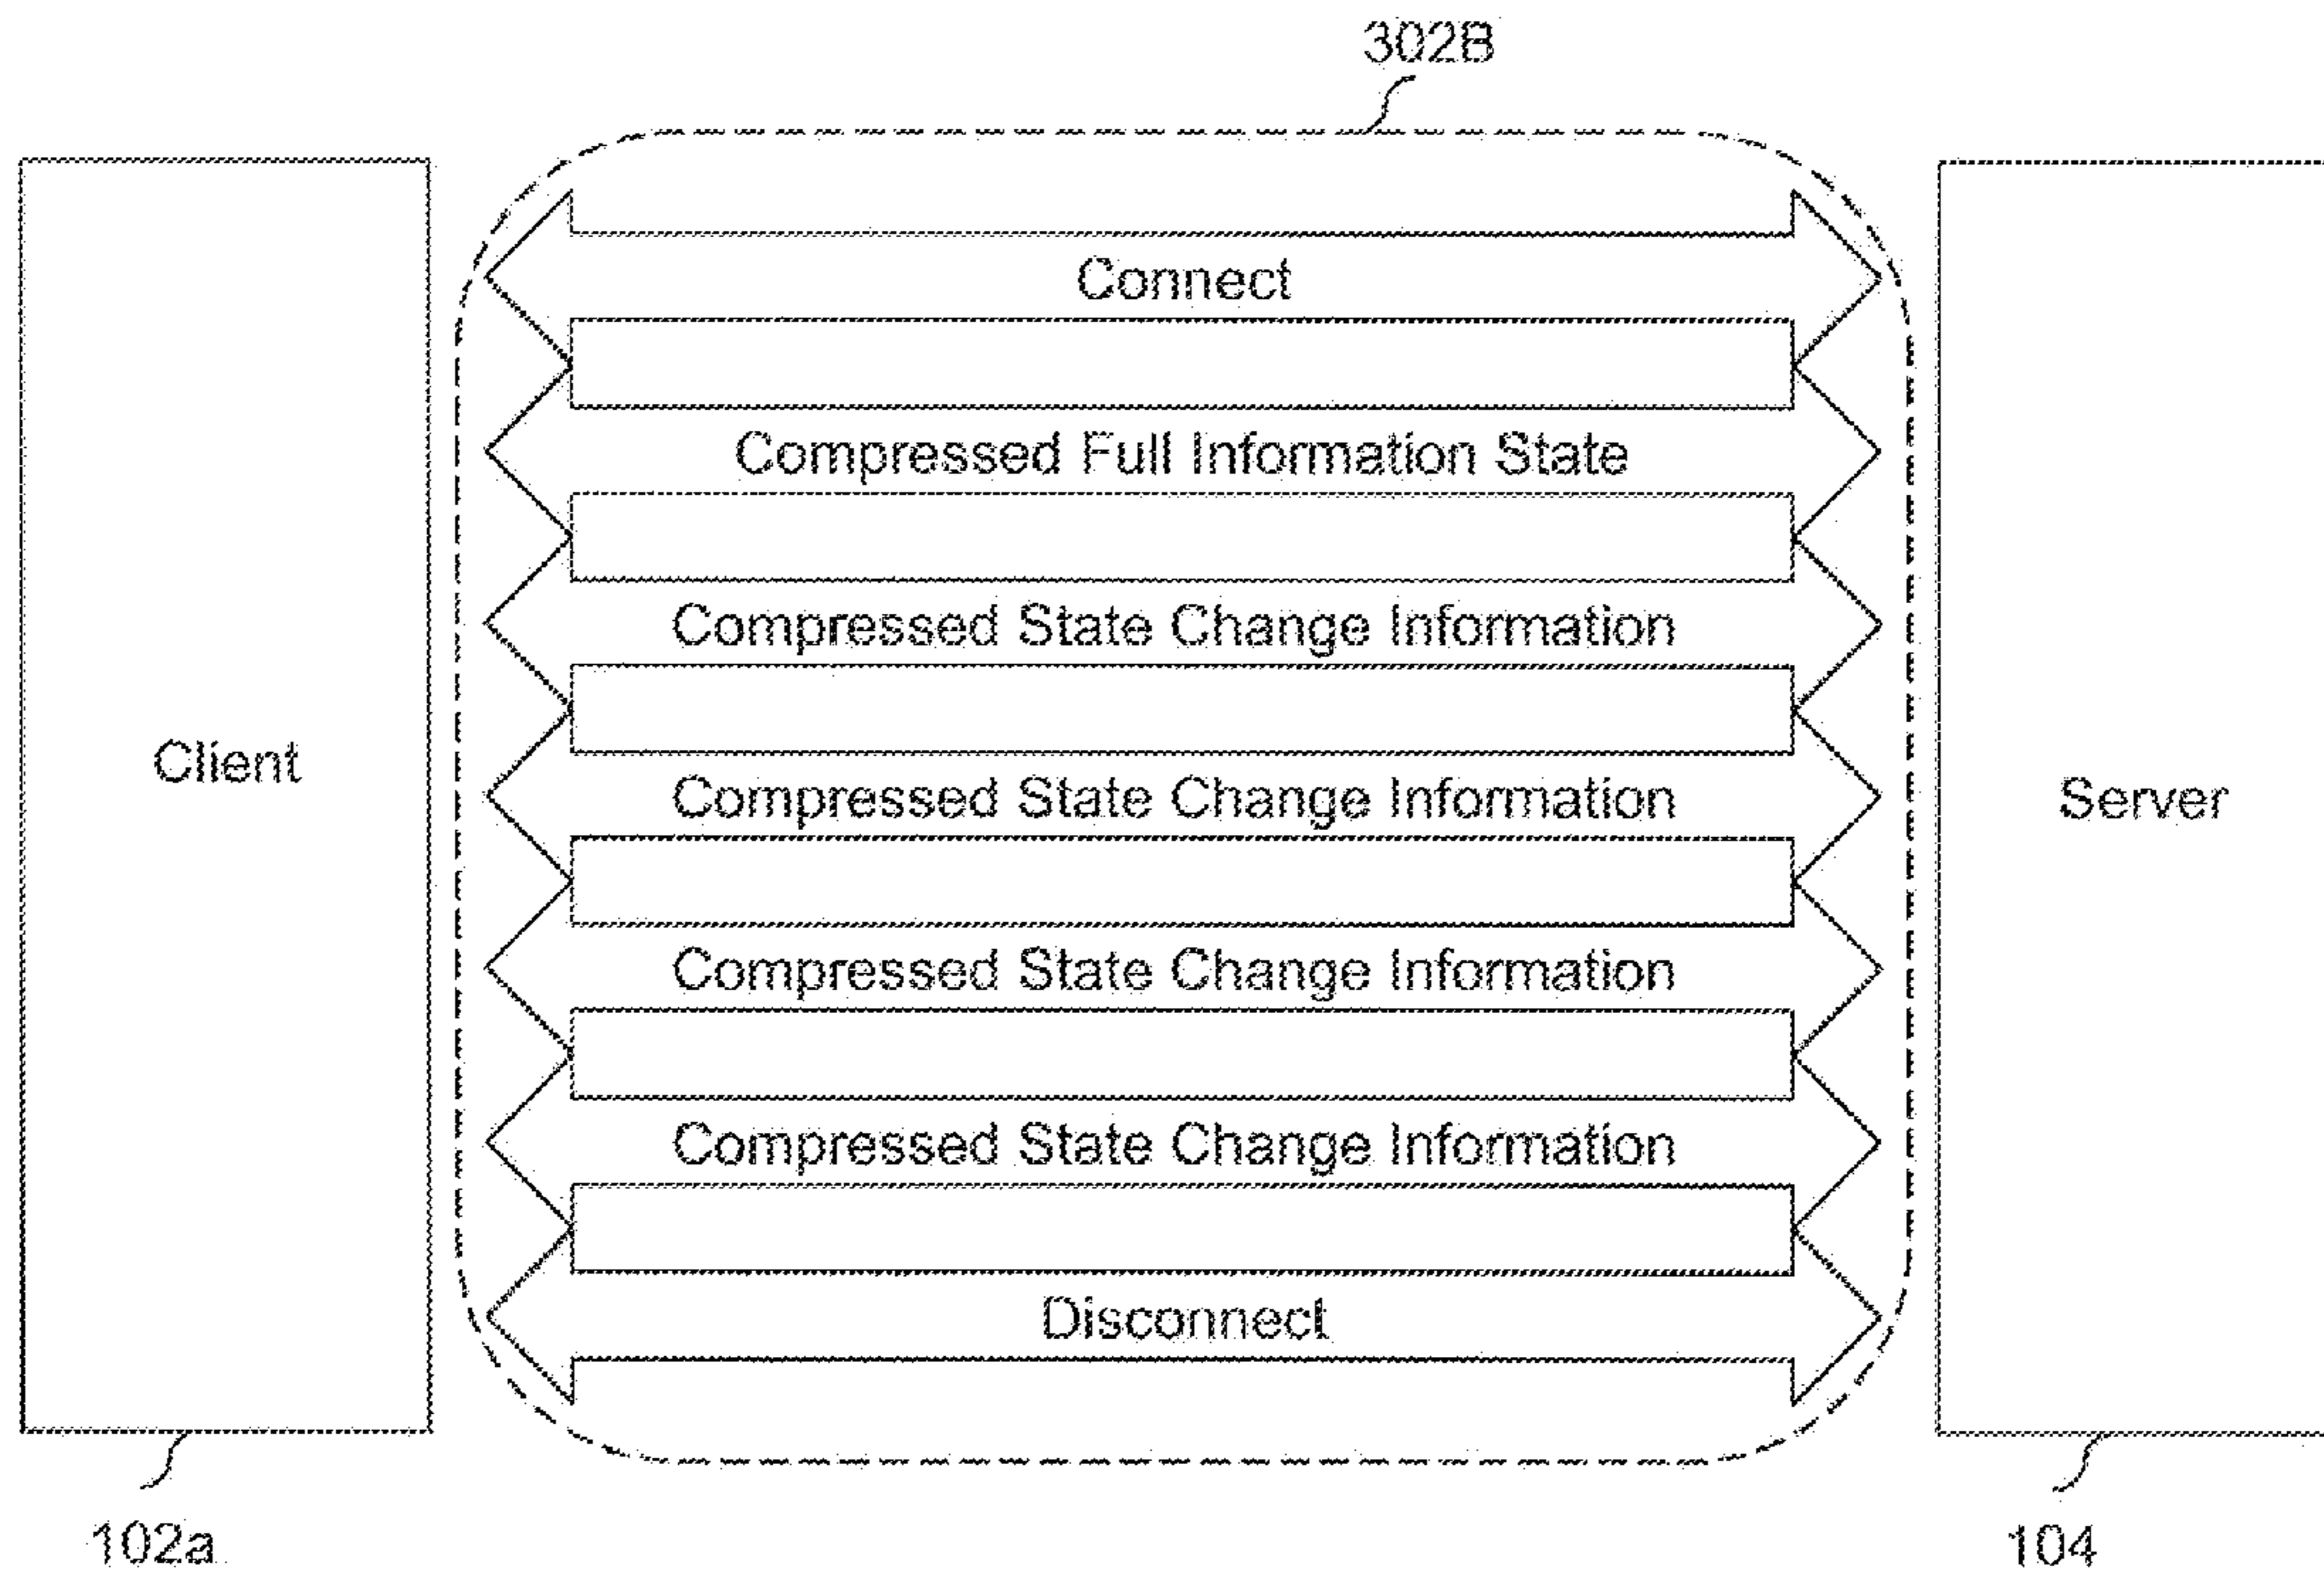 302B
Connect
Compressed Full Information State
Compressed State Change Information
Client
Compressed State Change Information
Server
Compressed State Change Information
Compressed State Change Information
Disconnect
102a
104